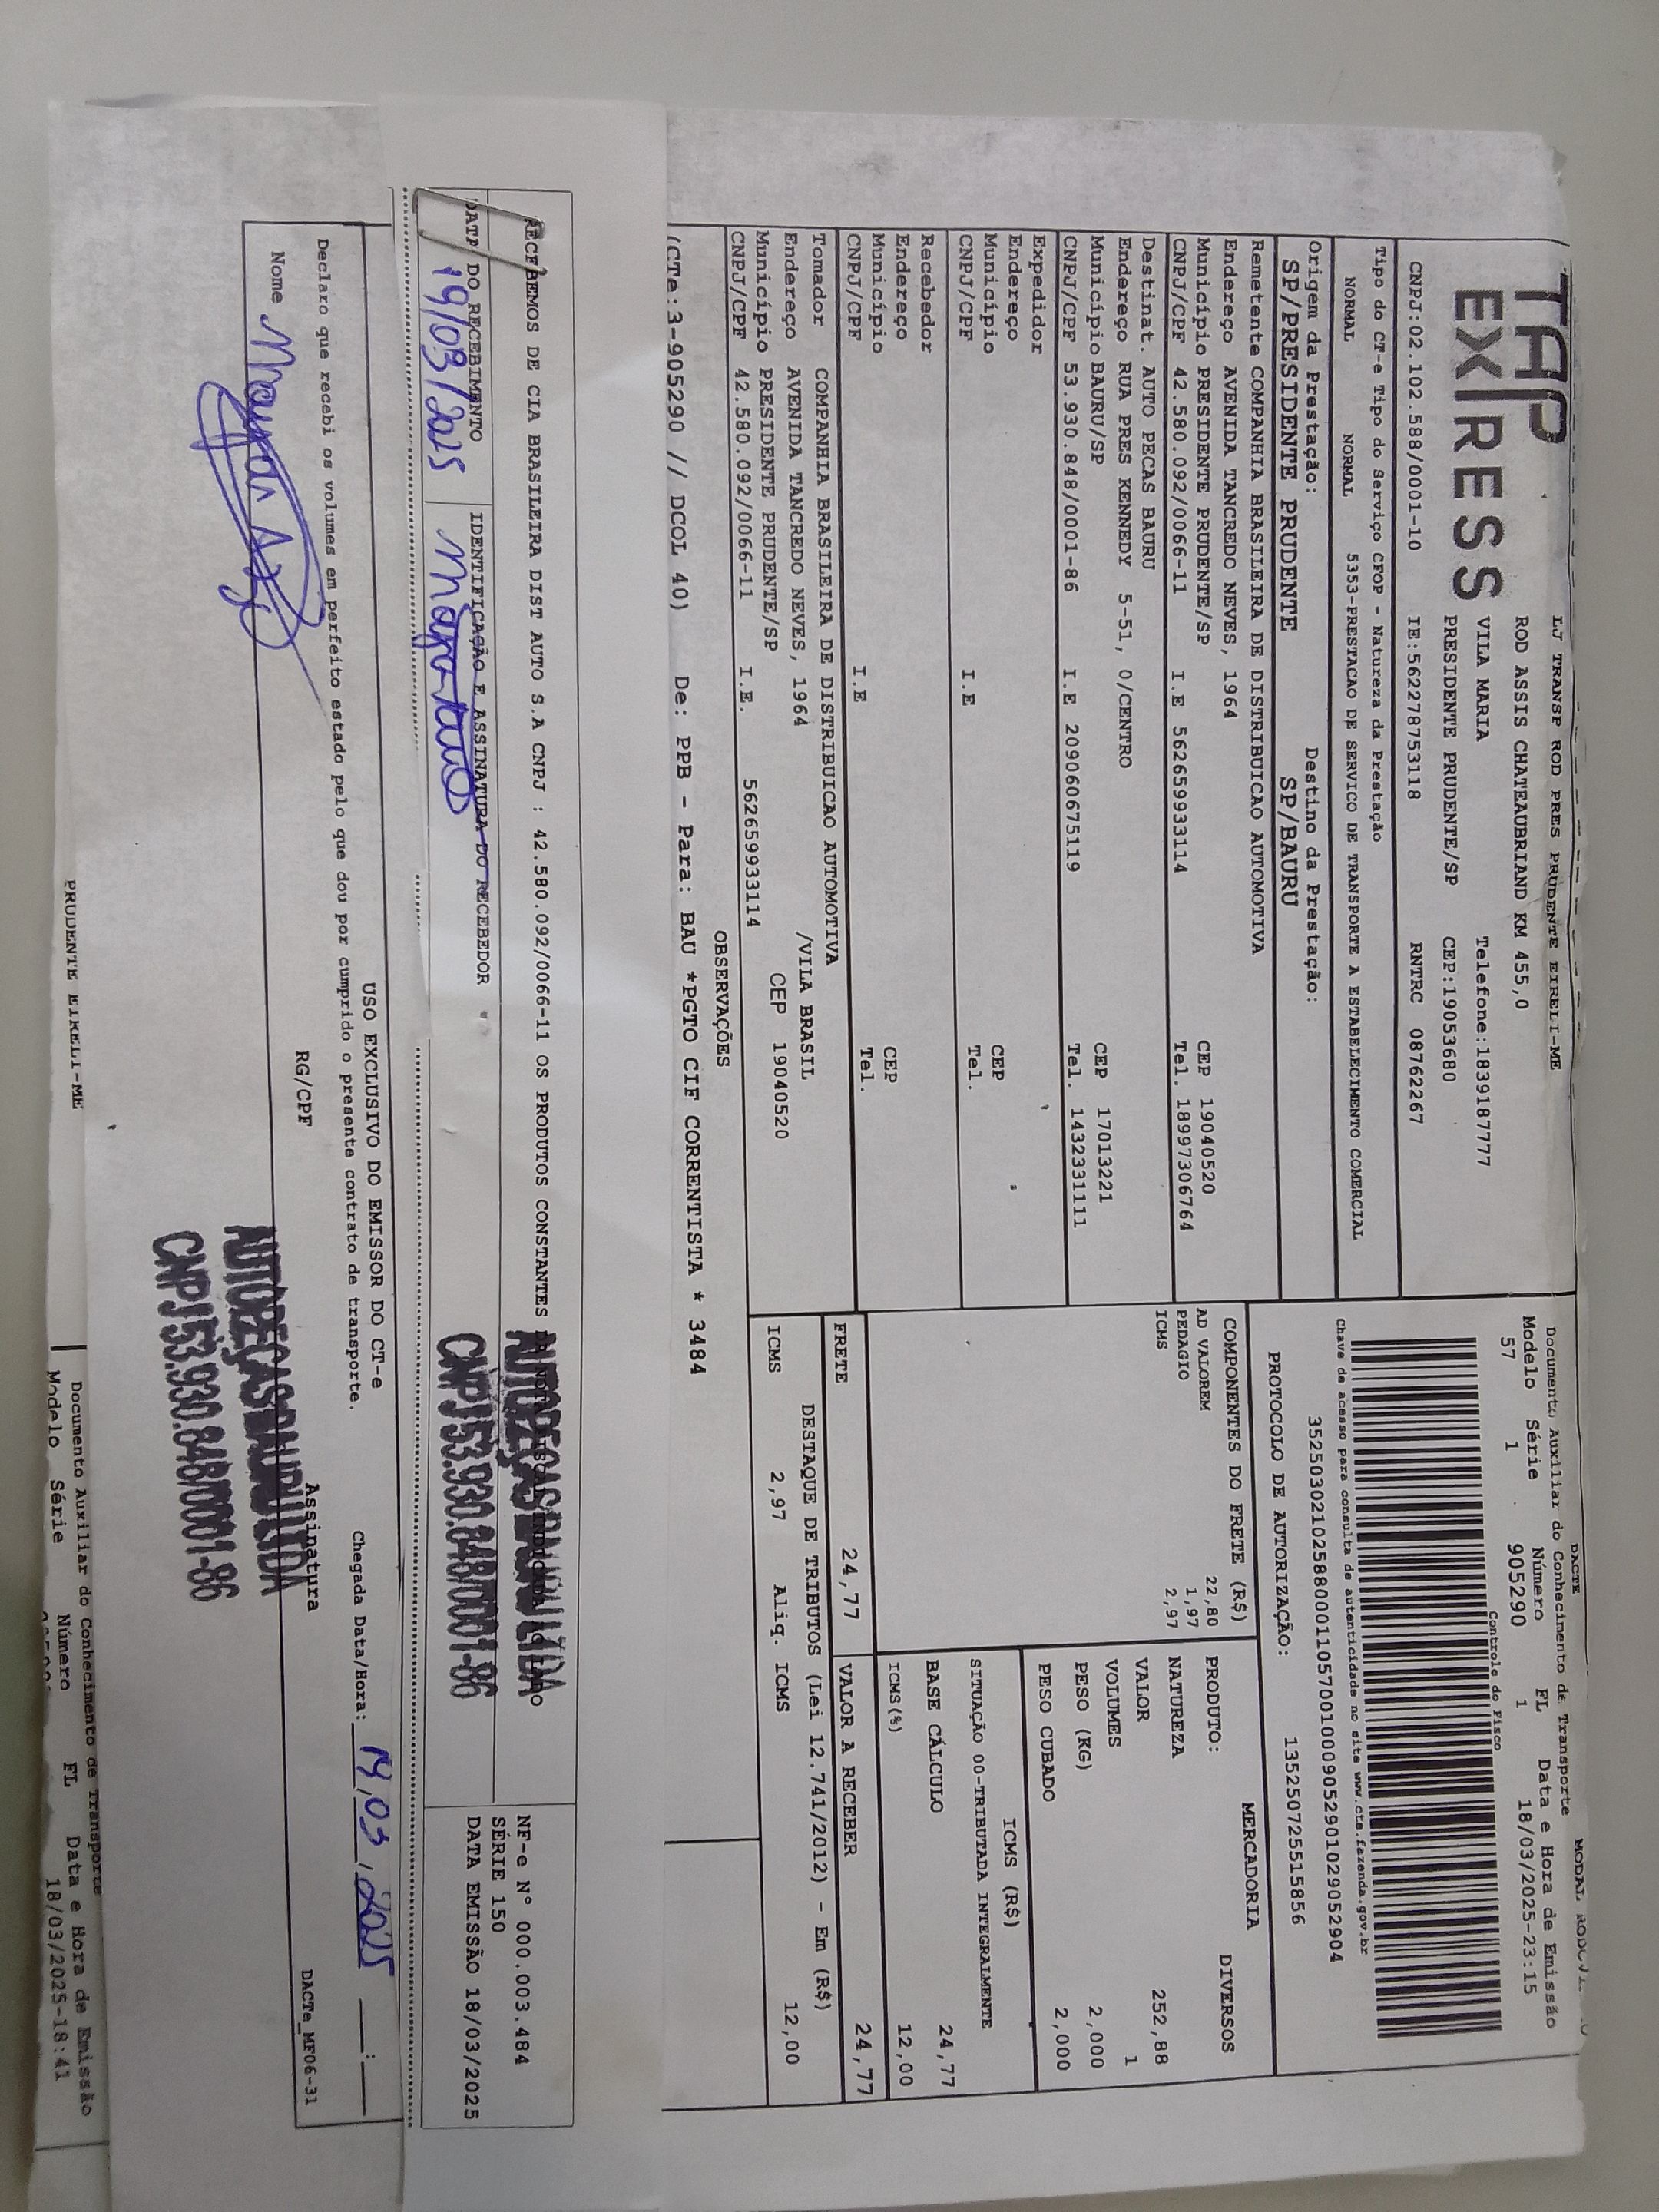 TAP
EXPRESS
LJ TRANSP ROD PRES PRUDENTE EIRELI-ME
ROD ASSIS CHATEAUBRIAND KM 455,0
VILA MARIA Telefone:1839187777
PRESIDENTE PRUDENTE/SP CEP:19053680
CNPJ:02.102.588/0001-10 IE:562278753118 RNTRC 08762267
DACTE
MODAL
Documento Auxiliar do Conhecimento de Transporte
Modelo Série Número FL Data e Hora de Emissão
57 1 905290 1 18/03/2025-23:15
Controle do Fisco
Tipo do CT-e Tipo do Serviço CFOP - Natureza da Prestação
NORMAL NORMAL 5353-PRESTACAO DE SERVICO DE TRANSPORTE A ESTABELECIMENTO COMERCIAL
Chave de acesso para consulta de autenticidade no site www.cte.fazenda.gov.br
35250302102588000110570010009052901029052904
Origem da Prestação: Destino da Prestação:
SP/PRESIDENTE PRUDENTE SP/BAURU
PROTOCOLO DE AUTORIZAÇÃO: 135250725515856
Remetente COMPANHIA BRASILEIRA DE DISTRIBUICAO AUTOMOTIVA
Endereço AVENIDA TANCREDO NEVES, 1964
Município PRESIDENTE PRUDENTE/SP CEP 19040520
CNPJ/CPF 42.580.092/0066-11 I.E 562659933114 Tel. 18997306764
Destinat. AUTO PECAS BAURU
Endereço RUA PRES KENNEDY 5-51, 0/CENTRO
Município BAURU/SP CEP 17013221
CNPJ/CPF 53.930.848/0001-86 I.E 209060675119 Tel. 1432331111
Expedidor
Endereço
Município CEP
CNPJ/CPF I.E Tel.
Recebedor
Endereço
Município CEP
CNPJ/CPF I.E Tel.
Tomador COMPANHIA BRASILEIRA DE DISTRIBUICAO AUTOMOTIVA
Endereço AVENIDA TANCREDO NEVES, 1964 /VILA BRASIL
Município PRESIDENTE PRUDENTE/SP CEP 19040520
CNPJ/CPF 42.580.092/0066-11 I.E. 562659933114
COMPONENTES DO FRETE (R$)
AD VALOREM 22,80
PEDAGIO 1,97
ICMS 2,97
MERCADORIA
PRODUTO: DIVERSOS
NATUREZA
VALOR 252,88
VOLUMES 1
PESO (KG) 2,000
PESO CUBADO 2,000
ICMS (R$)
SITUAÇÃO 00-TRIBUTADA INTEGRALMENTE
BASE CÁLCULO 24,77
ICMS(%) 12,00
FRETE 24,77 VALOR A RECEBER 24,77
DESTAQUE DE TRIBUTOS (Lei 12.741/2012) - Em (R$)
ICMS 2,97 Aliq. ICMS 12,00
OBSERVAÇÕES
/CTe:3-905290 // DCOL 40) De: PPB - Para: BAU *PGTO CIF CORRENTISTA * 3484
RECEBEMOS DE CIA BRASILEIRA DIST AUTO S.A CNPJ : 42.580.092/0066-11 OS PRODUTOS CONSTANTES
DATA DO RECEBIMENTO IDENTIFICAÇÃO E ASSINATURA DO RECEBEDOR
19/03/2025
AUTOPEÇAS BAURU LTDA
CNPJ 53.930.848/0001-86
NF-e N° 000.003.484
SÉRIE 150
DATA EMISSÃO 18/03/2025
USO EXCLUSIVO DO EMISSOR DO CT-e
Chegada Data/Hora: 19,03,2025 :
Declaro que recebi os volumes em perfeito estado pelo que dou por cumprido o presente contrato de transporte.
Nome RG/CPF Assinatura DACTe_MF06-31
AUTOPEÇAS BAURU LTDA
CNPJ 53.930.848/0001-86
PRUDENTE EIRELI-ME
Documento Auxiliar do Conhecimento de Transporte
Modelo Série Número FL Data e Hora de Emissão
18/03/2025-18:41